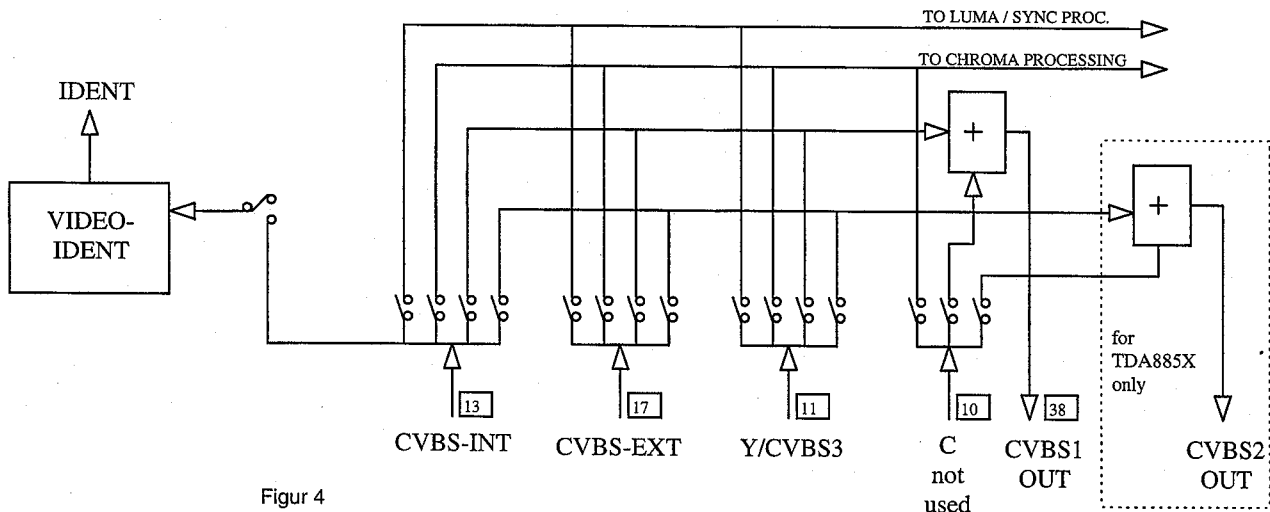 TO LUMA / SYNC PROC.
TO CHROMA PROCESSING
IDENT
VIDEO-
IDENT
+
+
for
TDA885X
only
13
17
11
10
38
CVBS-INT
CVBS-EXT
Y/CVBS3
C
not
used
CVBS1
OUT
CVBS2
OUT
Figur 4